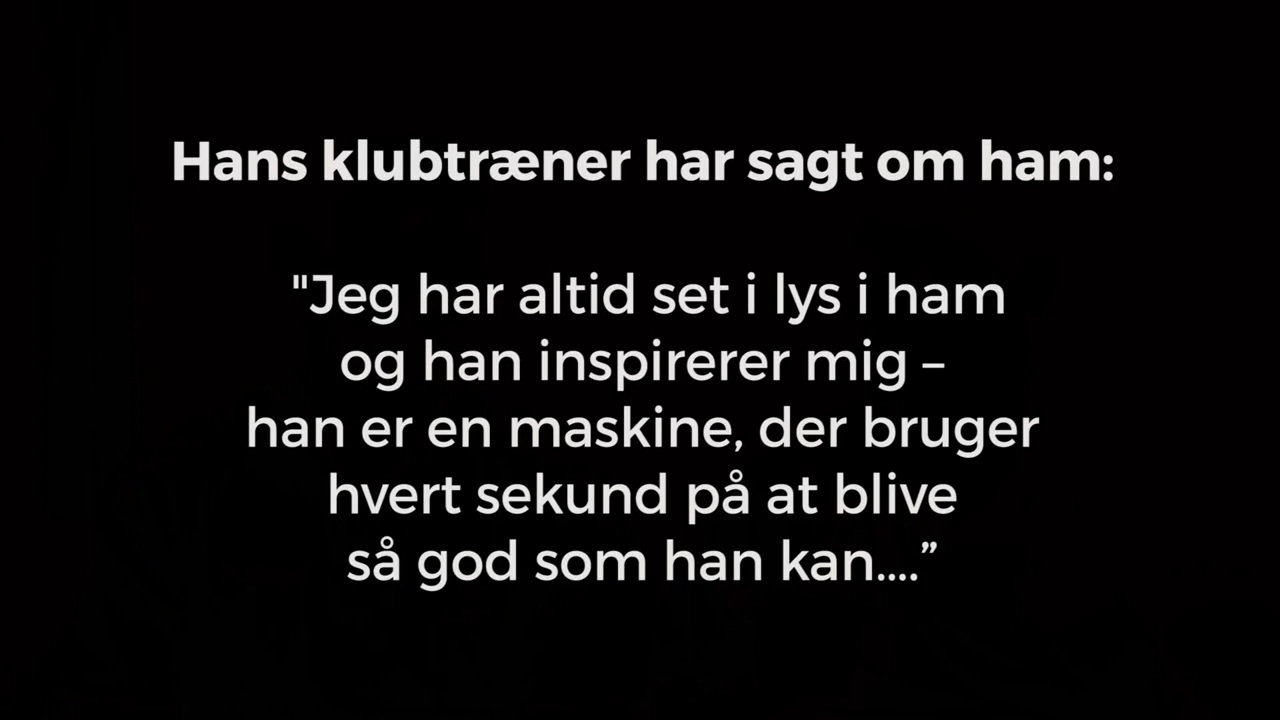 Hans klubtræner har sagt om ham:
"Jeg har altid set i lys i ham
og han inspirerer mig –
han er en maskine, der bruger
hvert sekund på at blive
så god som han kan....”